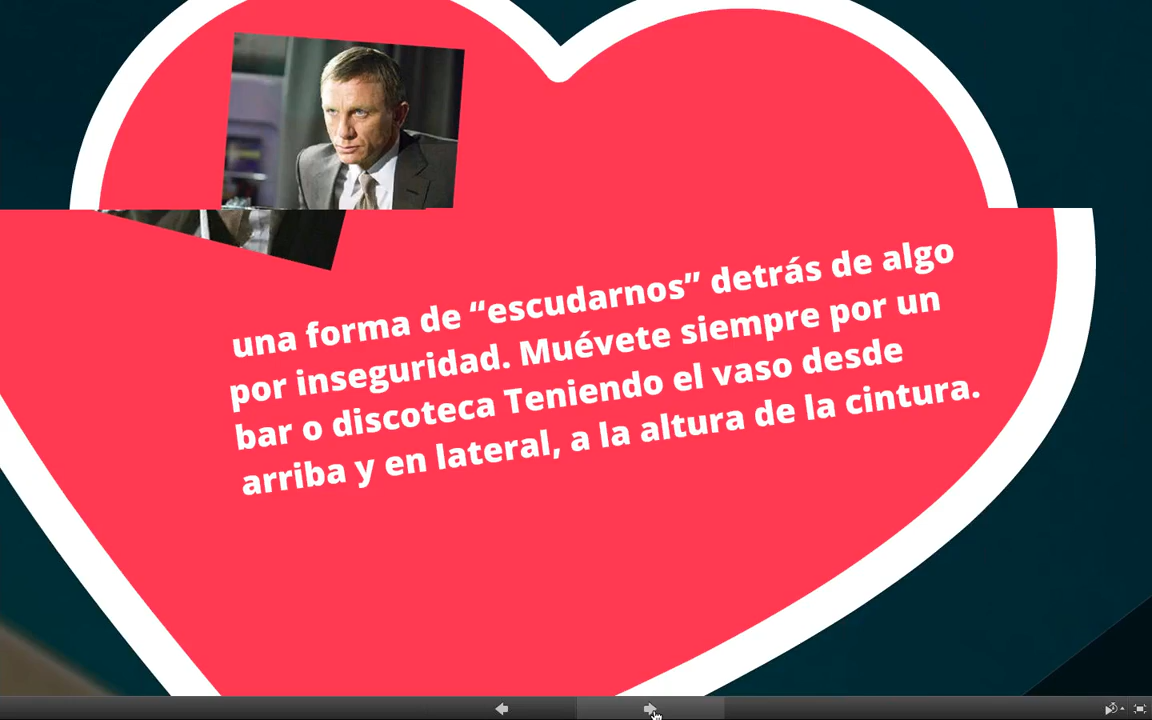 una forma de “escudarnos” detrás de algo
por inseguridad. Muévete siempre por un
bar o discoteca Teniendo el vaso desde
arriba y en lateral, a la altura de la cintura.